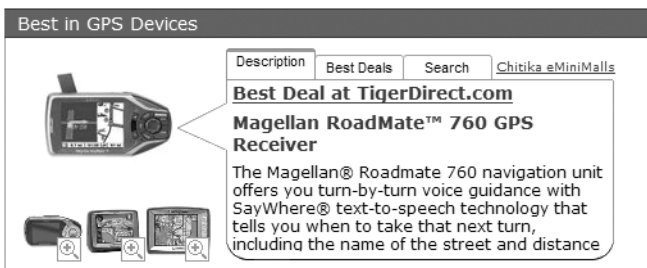 Best in GPS Devices
Description
Best Deals
Search
Chitika eMiniMalls
Best Deal at TigerDirect.com
Magellan RoadMate™ 760 GPS
Receiver
The Magellan® Roadmate 760 navigation unit
offers you turn-by-turn voice guidance with
SayWhere® text-to-speech technology that
tells you when to take that next turn,
including the name of the street and distance